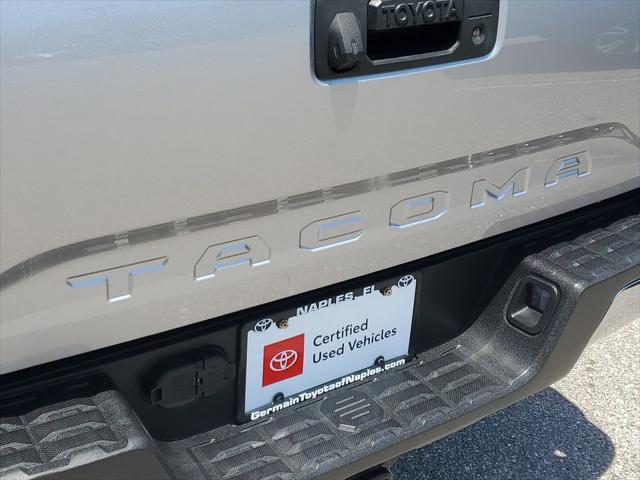 TOYOTA
TACOMA
NAPLES, FL
Certified
Used Vehicles
GermainToyotaofNaples.com